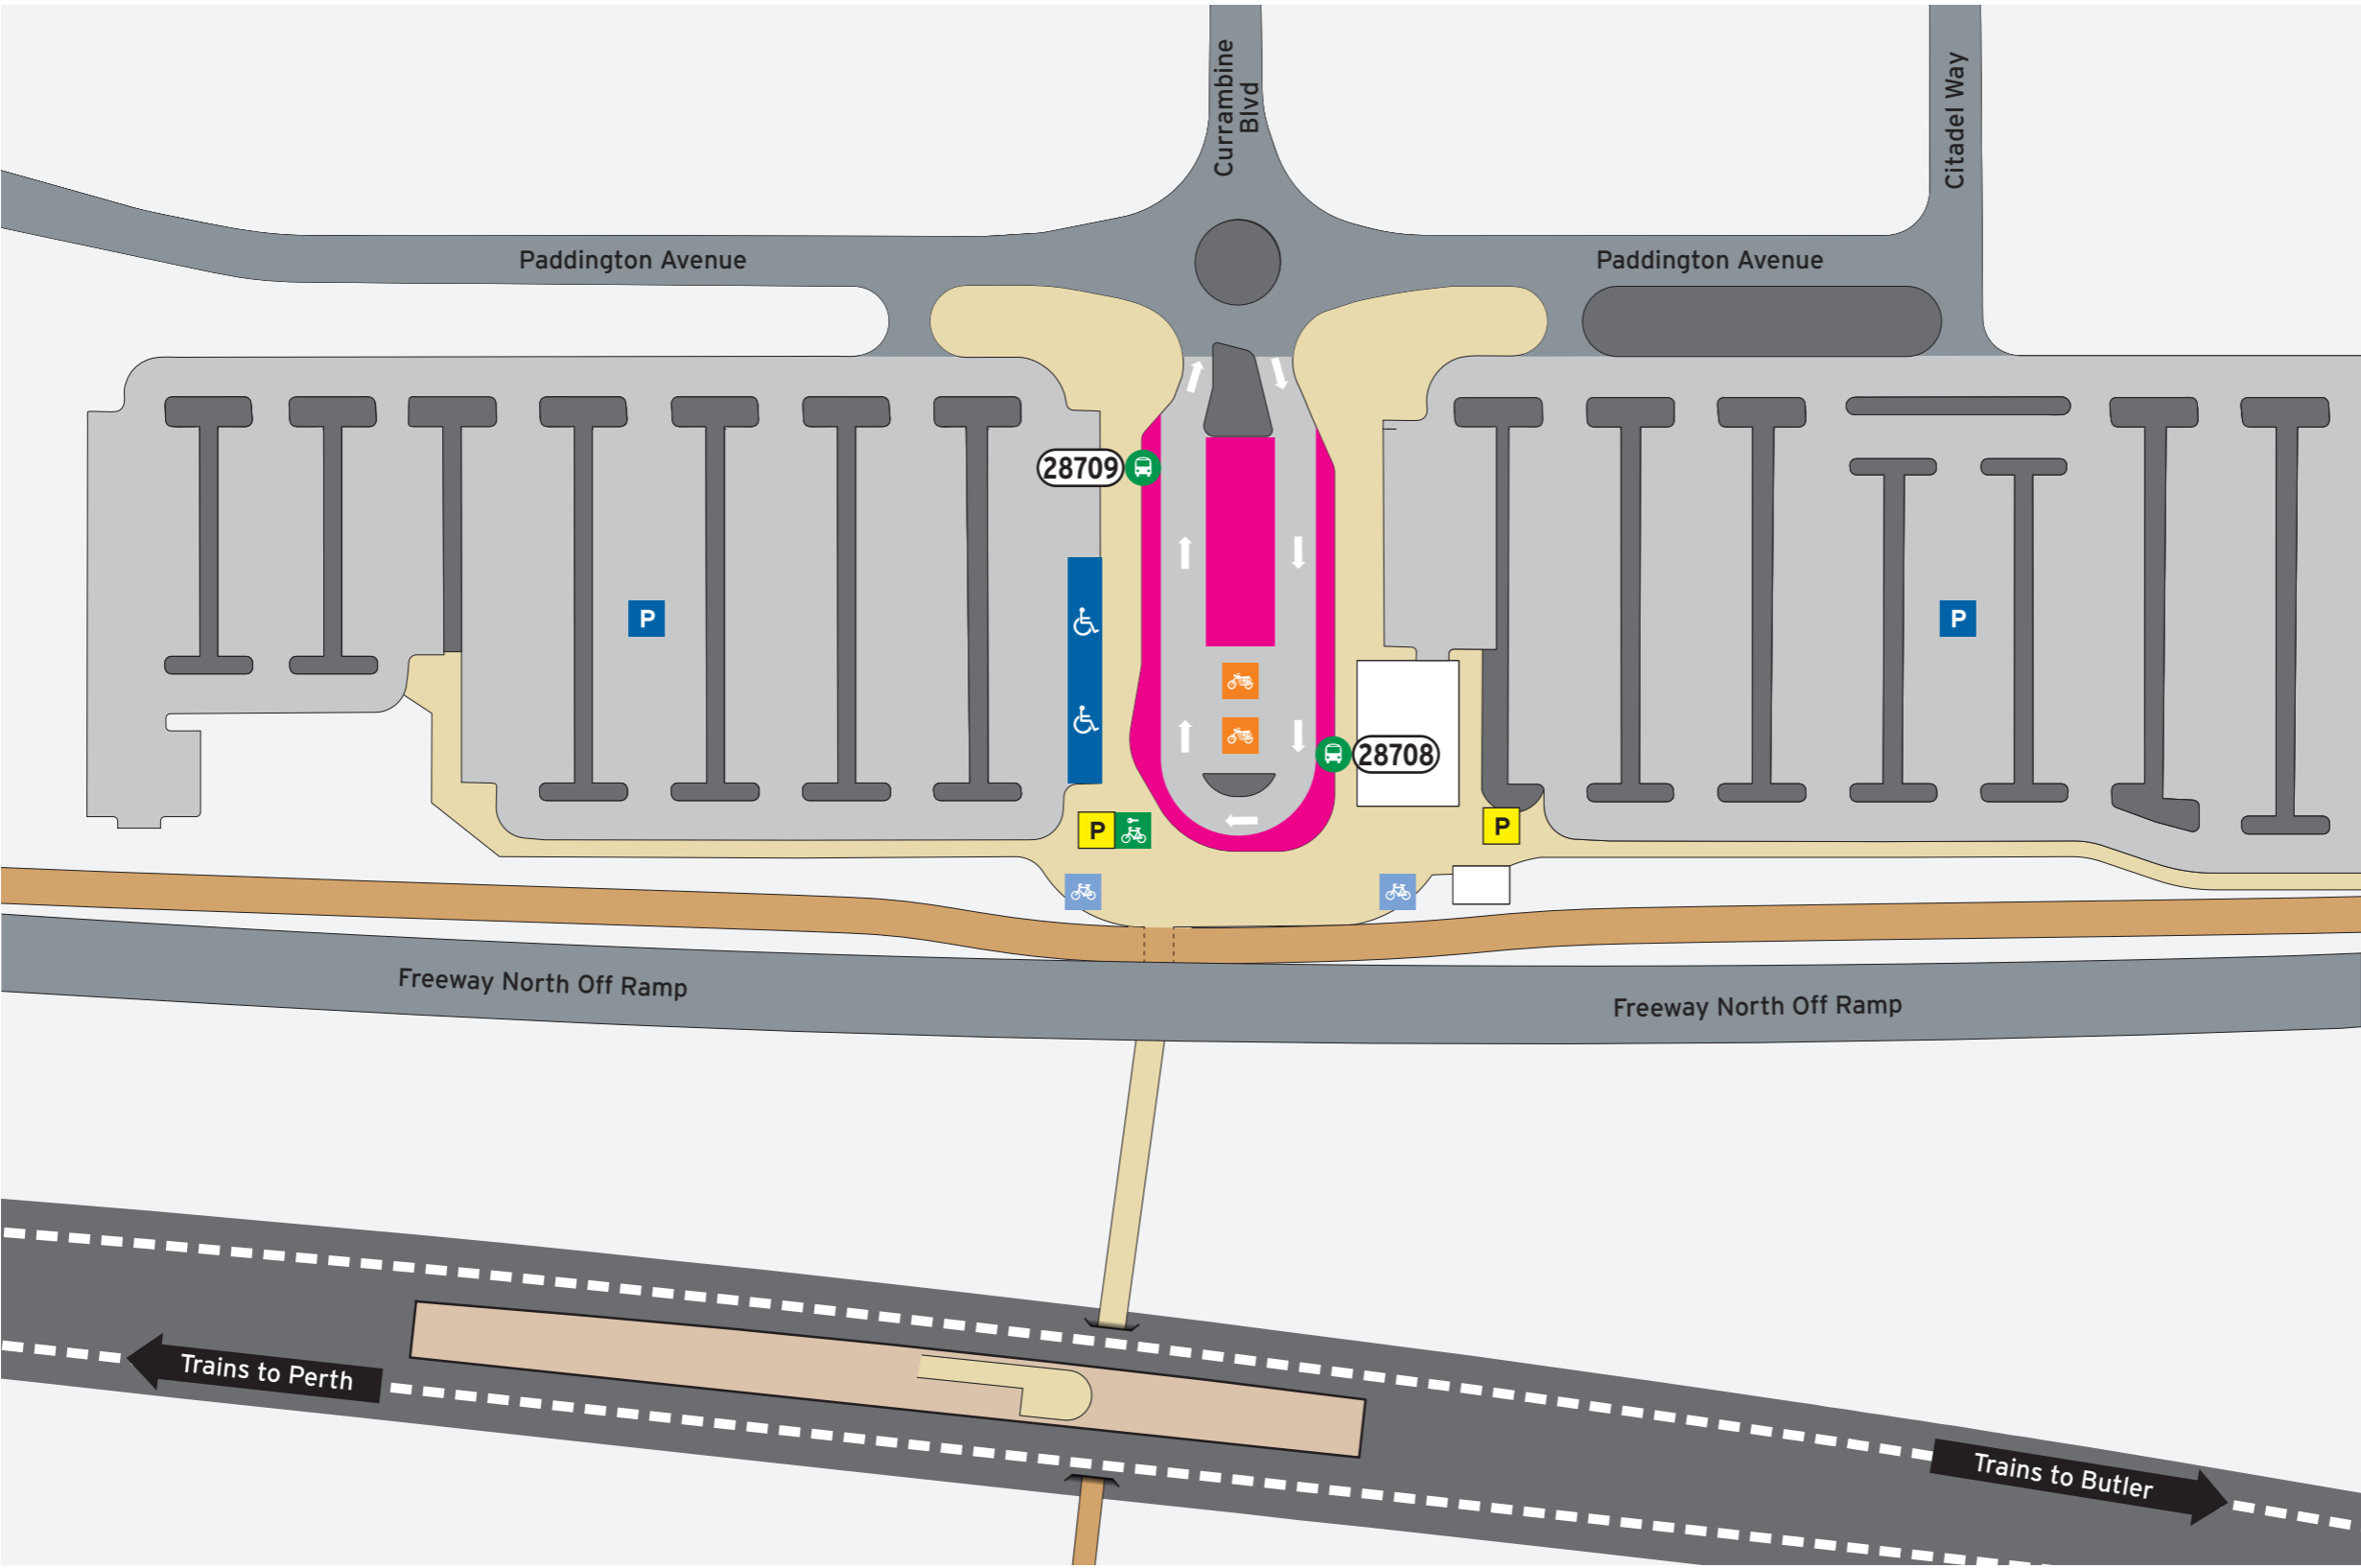 Currambine
Blvd
Citadel Way
Paddington Avenue
Paddington Avenue
28709
P
P
28708
P
P
Freeway North Off Ramp
Freeway North Off Ramp
Trains to Perth
Trains to Butler